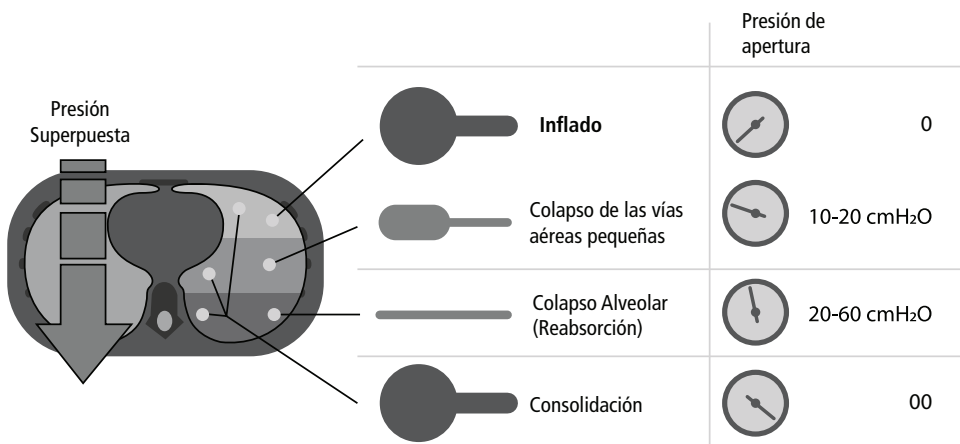 Presión de
apertura
Presión
Superpuesta
Inflado
0
Colapso de las vías
aéreas pequeñas
10-20 cmH₂O
Colapso Alveolar
(Reabsorción)
20-60 cmH₂O
Consolidación
00